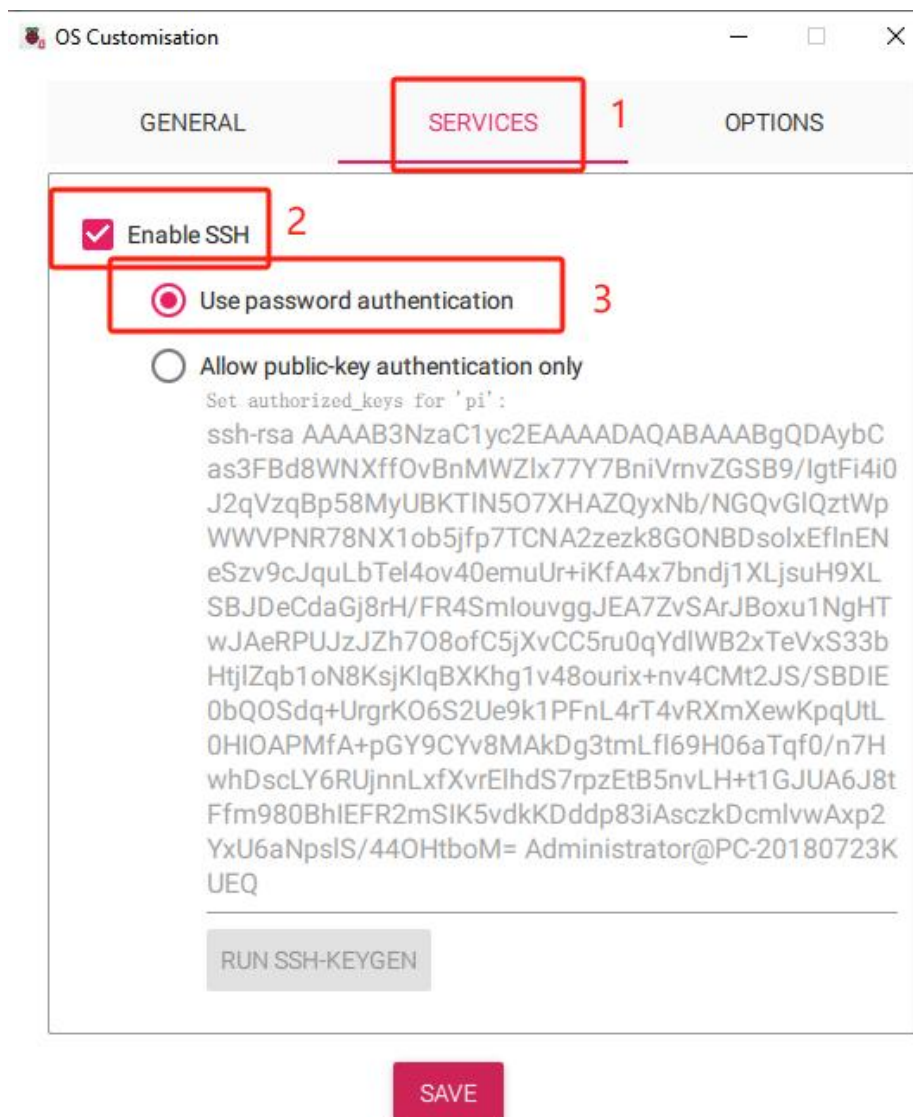 OS Customisation
GENERAL SERVICES 1 OPTIONS
Enable SSH 2
Use password authentication 3
Allow public-key authentication only
Set authorized_keys for 'pi':
ssh-rsa AAAAB3NzaC1yc2EAAAADAQABAAABgQDAybC
as3FBd8WNXffOvBnMWZlx77Y7BniVrnvZGSB9/IgtFi4i0
J2qVzqBp58MyUBKTlN5O7XHAZQyxNb/NGQvGlQztWp
WWVPNR78NX1ob5jfp7TCNA2zezk8GONBDsolxEflnEN
eSzv9cJquLbTel4ov40emuUr+iKfA4x7bndj1XLjsuH9XL
SBJDeCdaGj8rH/FR4SmIouvggJEA7ZvSArJBoxu1NgHT
wJAeRPUJzJZh7O8ofC5jXvCC5ru0qYdlWB2xTeVxS33b
HtjlZqb1oN8KsjKlqBXKhg1v48ourix+nv4CMt2JS/SBDIE
0bQOSdq+UrgrKO6S2Ue9k1PFnL4rT4vRXmXewKpqUtL
0HIOAPMfA+pGY9CYv8MAkDg3tmLfl69H06aTqf0/n7H
whDscLY6RUjnnLxfXvrElhdS7rpzEtB5nvLH+t1GJUA6J8t
Ffm980BhIEFR2mSIK5vdkKDddp83iAsczkDcmlvwAxp2
YxU6aNpslS/44OHtboM= Administrator@PC-20180723K
UEQ
RUN SSH-KEYGEN
SAVE